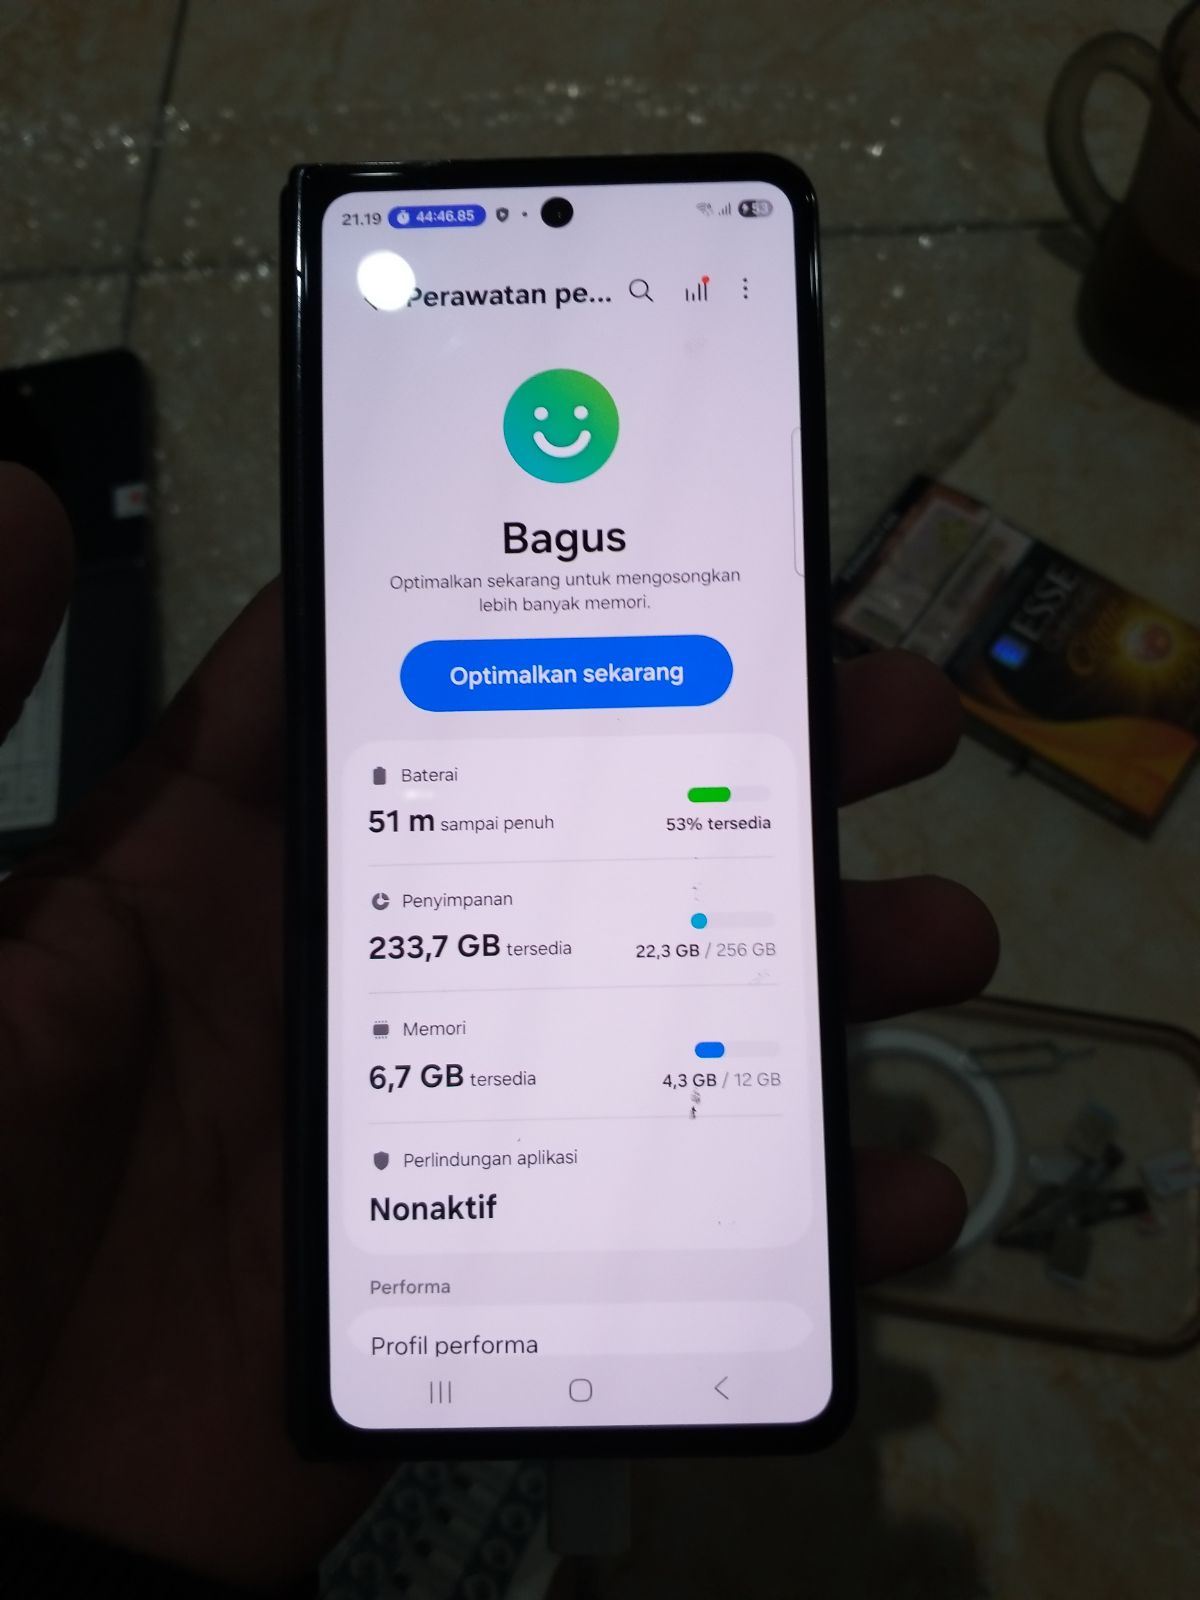 21.19 44:46.85 53
Perawatan pe...
Bagus
Optimalkan sekarang untuk mengosongkan
lebih banyak memori.
Optimalkan sekarang
Baterai
51 m sampai penuh
53% tersedia
Penyimpanan
233,7 GB tersedia
22,3 GB / 256 GB
Memori
6,7 GB tersedia
4,3 GB / 12 GB
Perlindungan aplikasi
Nonaktif
Performa
Profil performa
ESSE